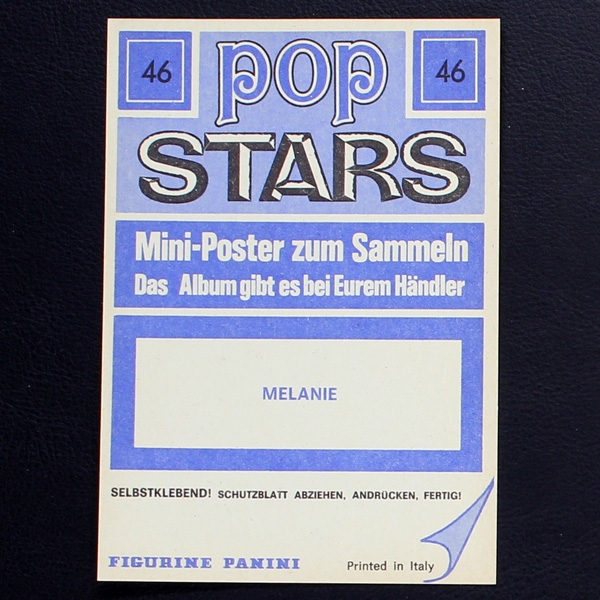 46 pop 46
STARS
Mini-Poster zum Sammeln
Das Album gibt es bei Eurem Händler
MELANIE
SELBSTKLEBEND! SCHUTZBLATT ABZIEHEN, ANDRÜCKEN, FERTIG!
FIGURINE PANINI
Printed in Italy